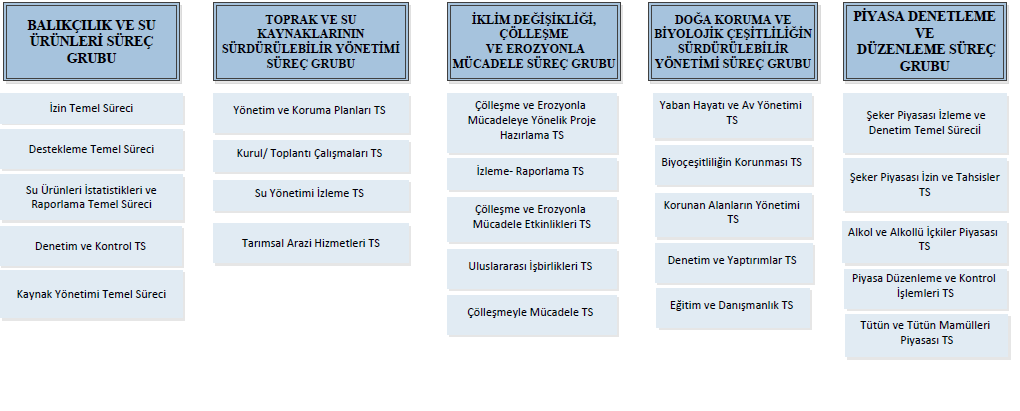 BALIKÇILIK VE SU
ÜRÜNLERİ SÜREÇ
GRUBU
İzin Temel Süreci
Destekleme Temel Süreci
Su Ürünleri İstatistikleri ve
Raporlama Temel Süreci
Denetim ve Kontrol TS
Kaynak Yönetimi Temel Süreci
TOPRAK VE SU
KAYNAKLARININ
SÜRDÜRÜLEBİLİR YÖNETİMİ
SÜREÇ GRUBU
Yönetim ve Koruma Planları TS
Kurul/ Toplantı Çalışmaları TS
Su Yönetimi İzleme TS
Tarımsal Arazi Hizmetleri TS
İKLİM DEĞİŞİKLİĞİ,
ÇÖLLEŞME
VE EROZYONLA
MÜCADELE SÜREÇ GRUBU
Çölleşme ve Erozyonla
Mücadeleye Yönelik Proje
Hazırlama TS
İzleme- Raporlama TS
Çölleşme ve Erozyonla
Mücadele Etkinlikleri TS
Uluslararası İşbirlikleri TS
Çölleşmeyle Mücadele TS
DOĞA KORUMA VE
BİYOLOJİK ÇEŞİTLİLİĞİN
SÜRDÜRÜLEBİLİR
YÖNETİMİ SÜREÇ GRUBU
Yaban Hayatı ve Av Yönetimi
TS
Biyoçeşitliliğin Korunması TS
Korunan Alanların Yönetimi
TS
Denetim ve Yaptırımlar TS
Eğitim ve Danışmanlık TS
PİYASA DENETLEME
VE
DÜZENLEME SÜREÇ
GRUBU
Şeker Piyasası İzleme ve
Denetim Temel Süreciİ
Şeker Piyasası İzin ve Tahsisler
TS
Alkol ve Alkollü İçkiler Piyasası
TS
Piyasa Düzenleme ve Kontrol
İşlemleri TS
Tütün ve Tütün Mamülleri
Piyasası TS